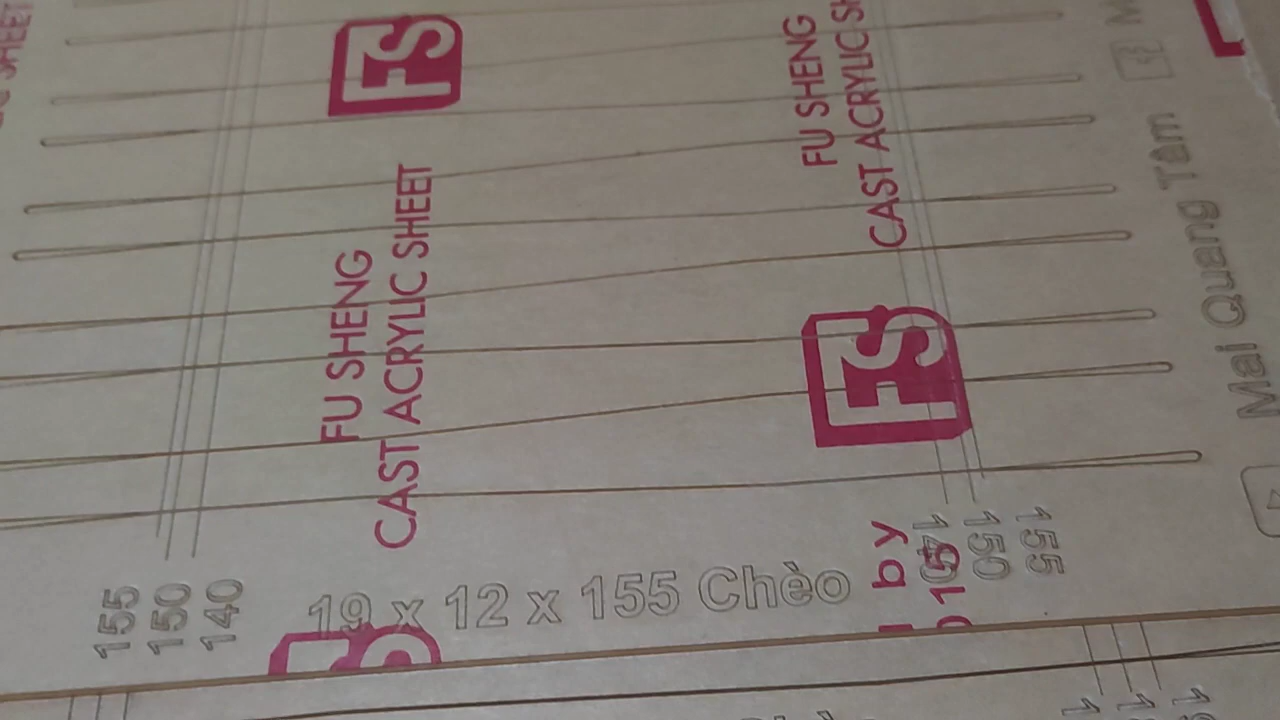 FS
FU SHENG
CAST ACRYLIC SHEET
FU SHENG
CAST ACRYLIC
FS
Mai Quang Tâm
by
155
150
140
140
150
155
19 x 12 x 155 Chèo
SHEET